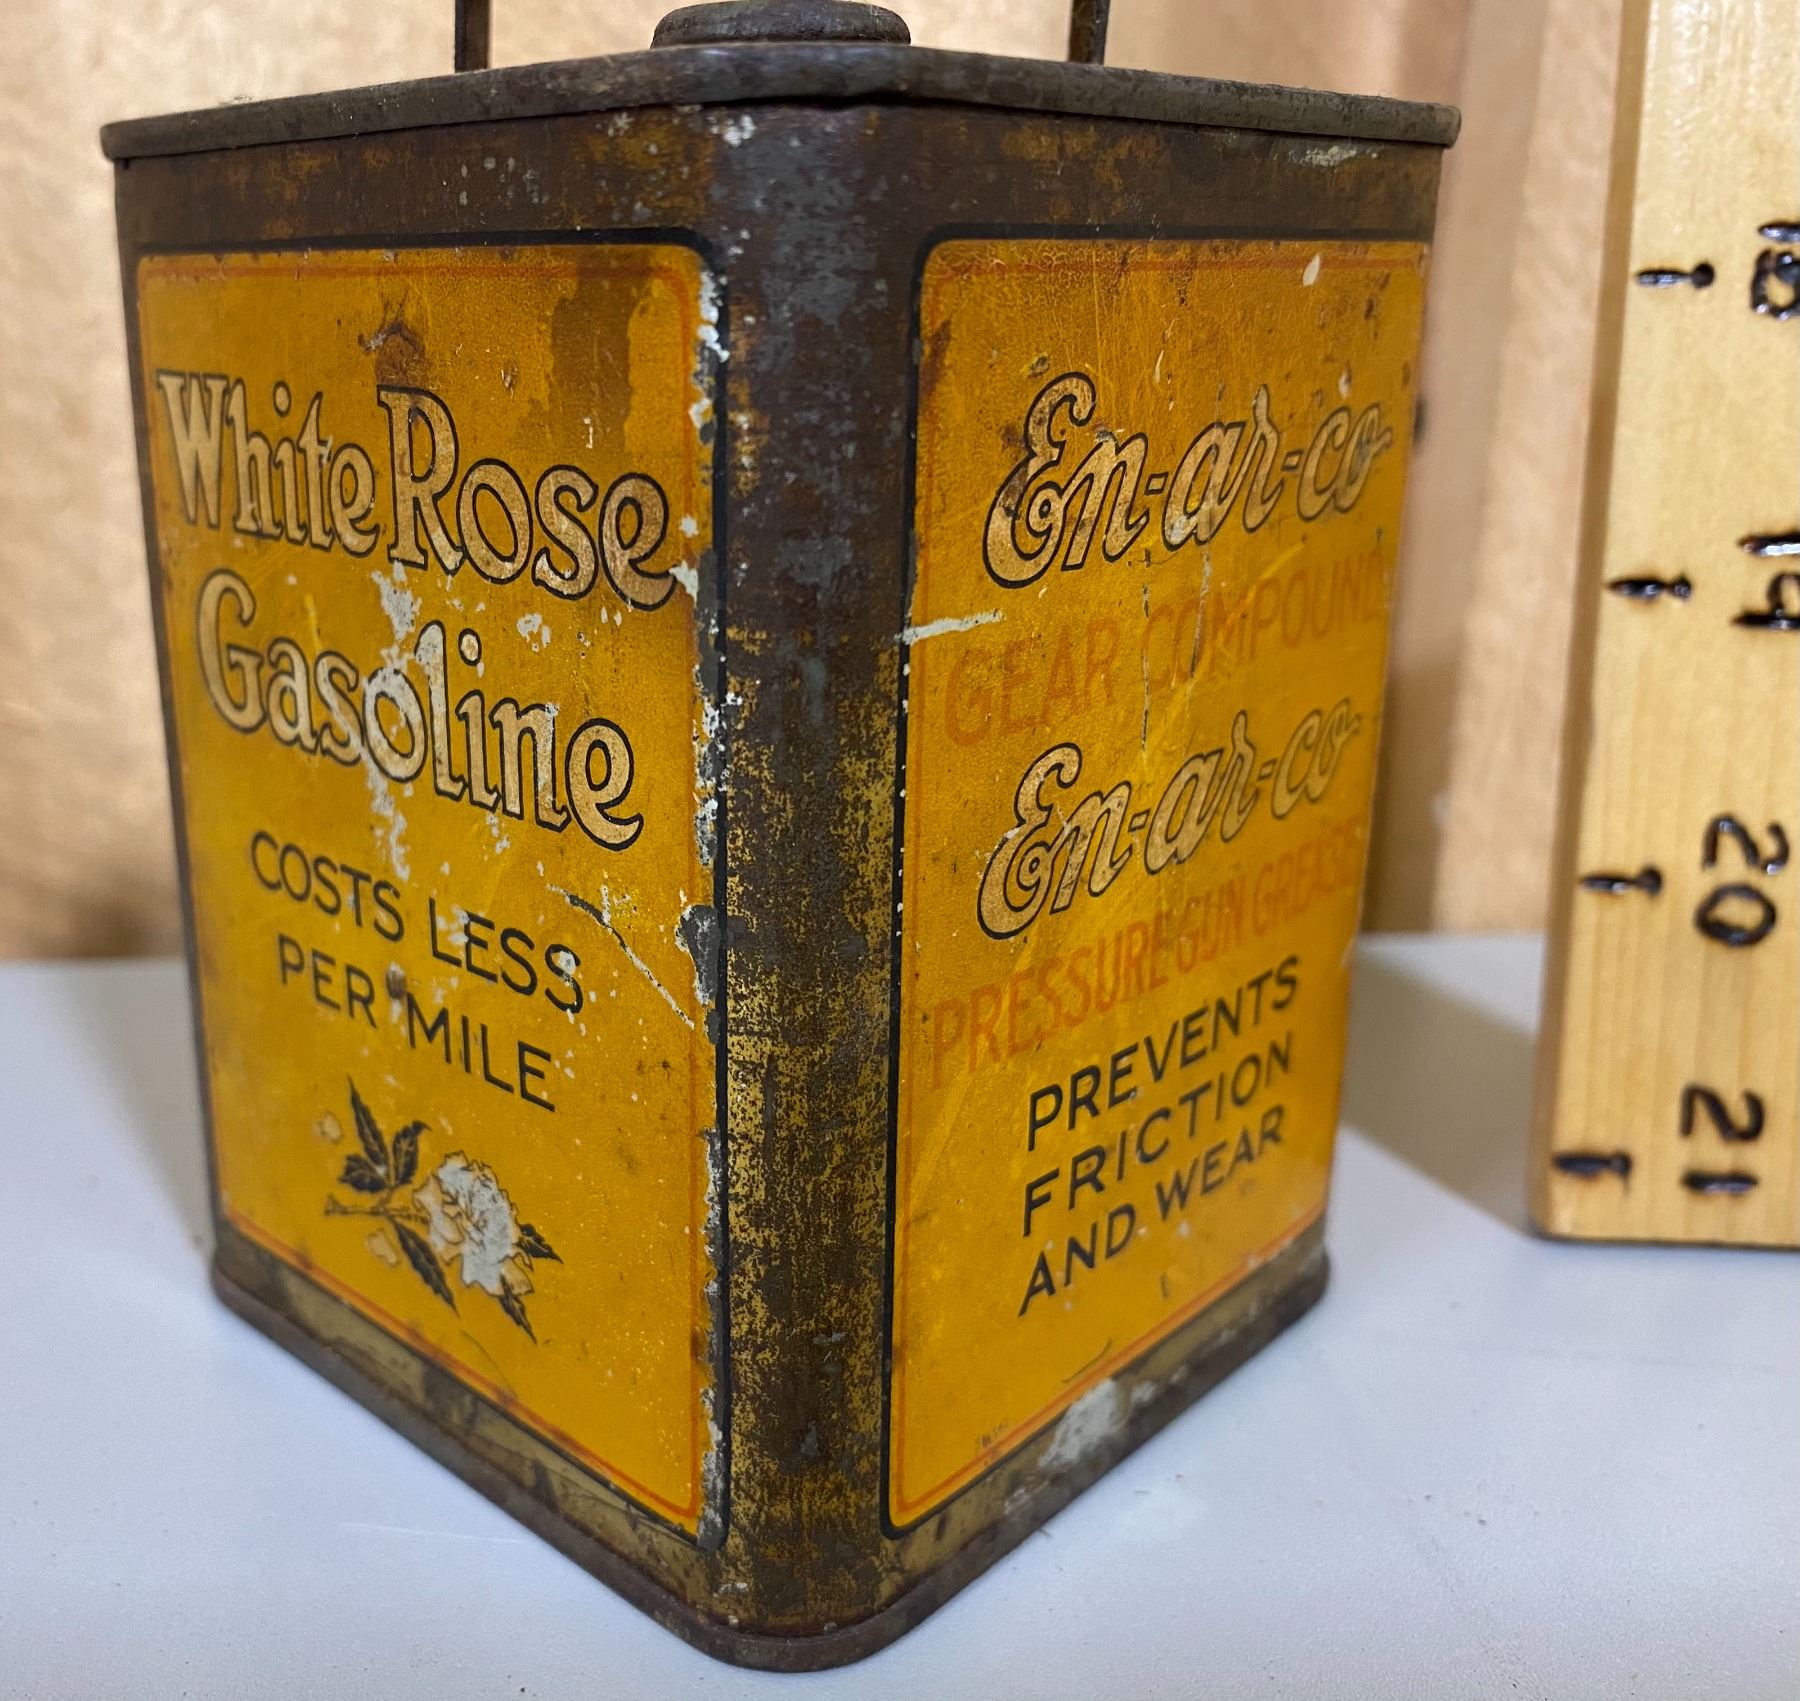 White Rose
Gasoline
COSTS LESS
PER MILE
En-ar-co
GEAR COMPOUND
En-ar-co
PRESSURE GUN GREASE
PREVENTS
FRICTION
AND WEAR
18
19
20
21